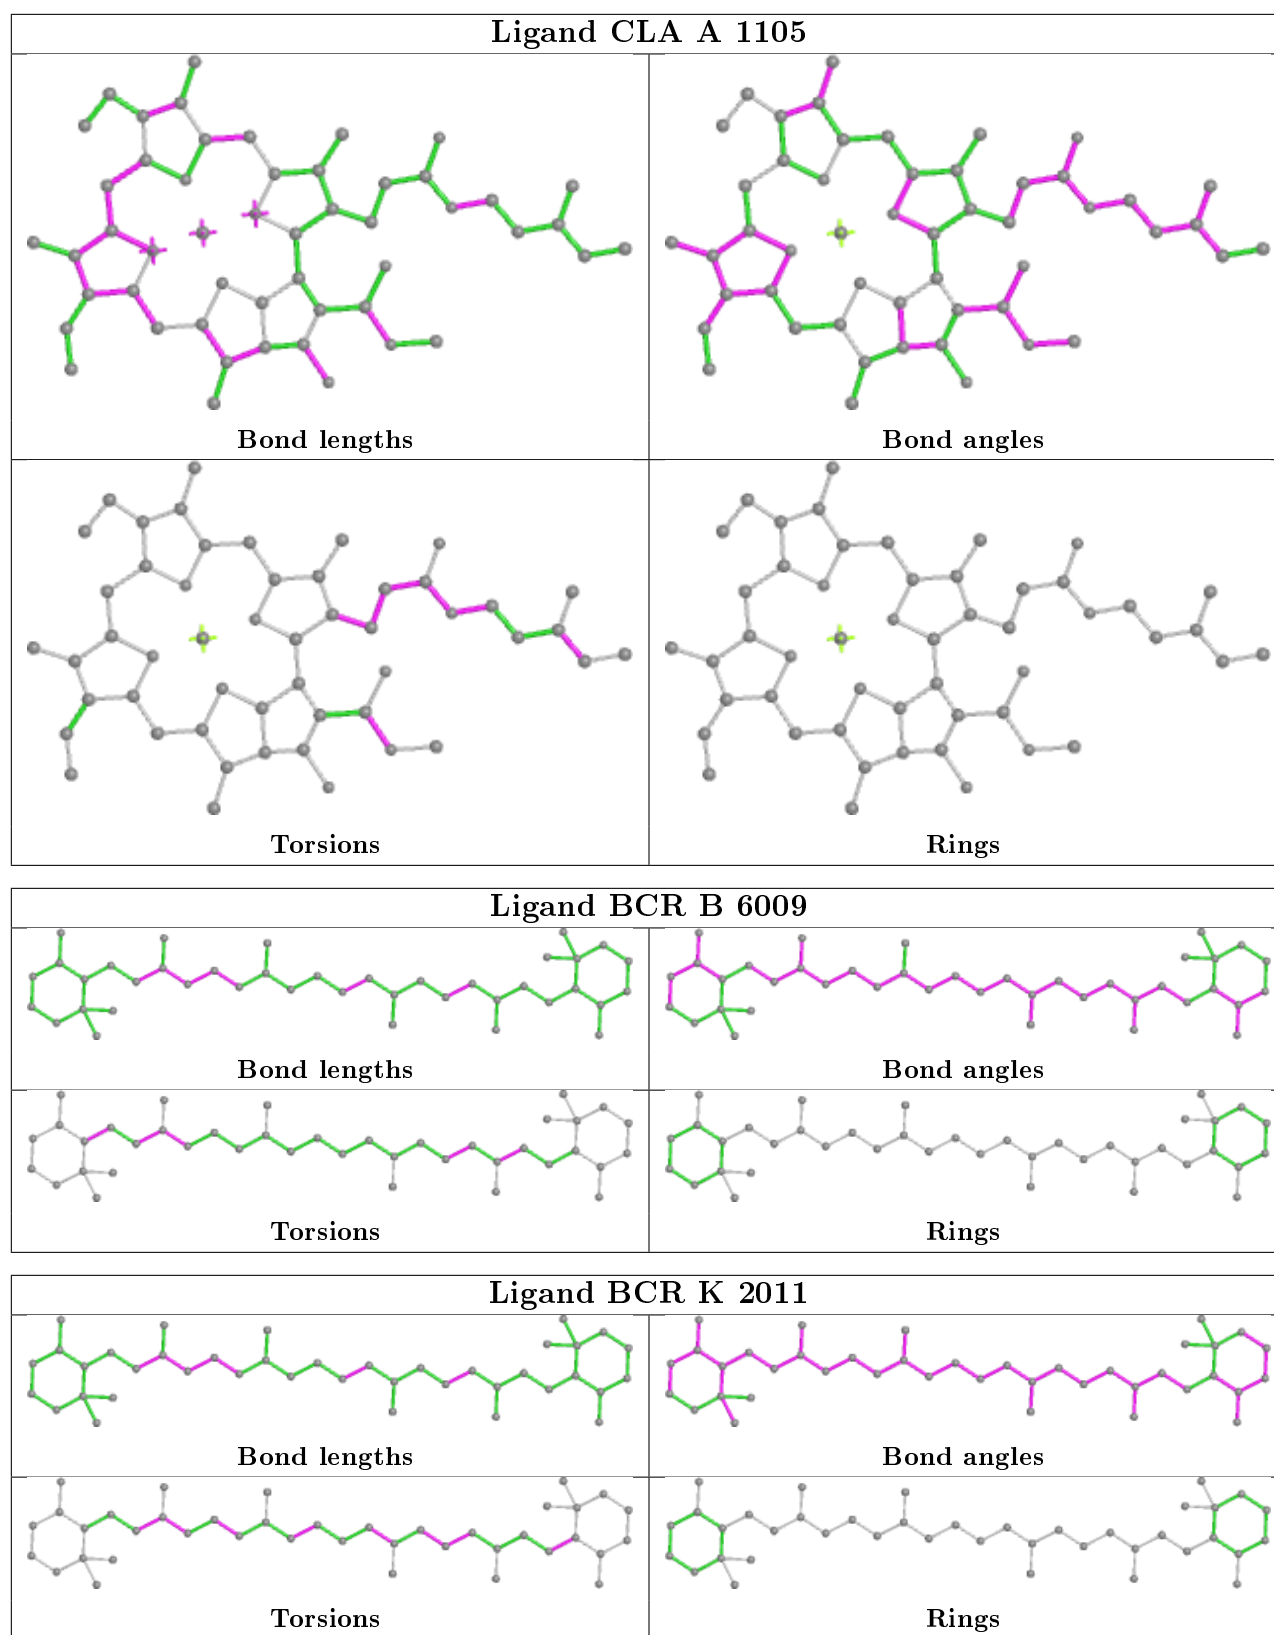 Ligand CLA A 1105
Bond lengths
Bond angles
Torsions
Rings
Ligand BCR B 6009
Bond lengths
Bond angles
Torsions
Rings
Ligand BCR K 2011
Bond lengths
Bond angles
Torsions
Rings